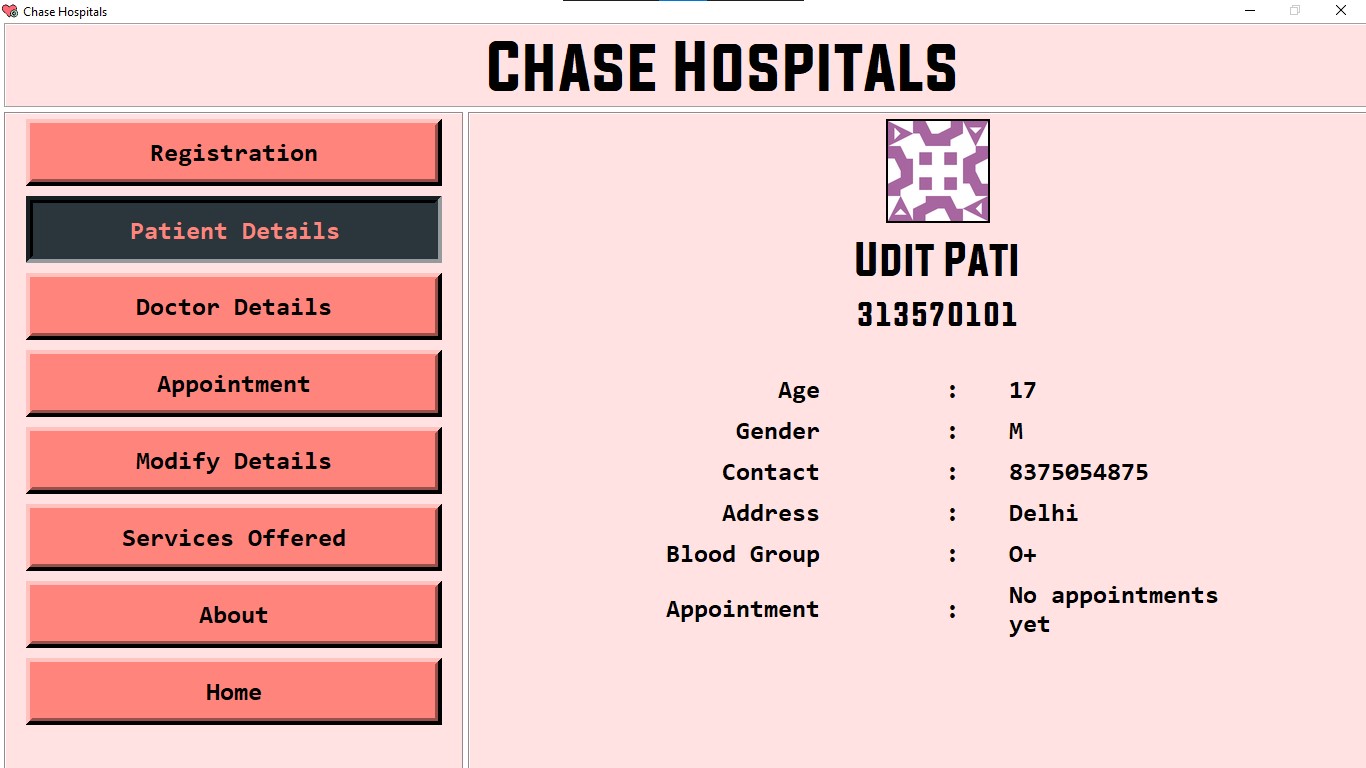 Chase Hospitals
CHASE HOSPITALS
Registration
Patient Details
Doctor Details
Appointment
Modify Details
Services Offered
About
Home
UDIT PATI
313570101
Age : 17
Gender : M
Contact : 8375054875
Address : Delhi
Blood Group : O+
Appointment : No appointments
yet